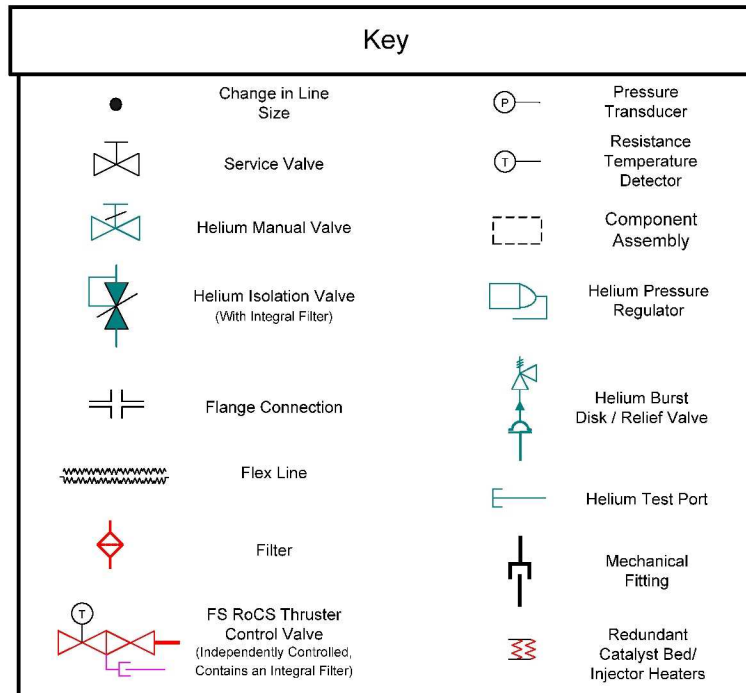 Key
Change in Line
Size
Service Valve
Helium Manual Valve
Helium Isolation Valve
(With Integral Filter)
Flange Connection
Flex Line
Filter
T
FS RoCS Thruster
Control Valve
(Independently Controlled,
Contains an Integral Filter)
P
Pressure
Transducer
T
Resistance
Temperature
Detector
Component
Assembly
Helium Pressure
Regulator
Helium Burst
Disk / Relief Valve
Helium Test Port
Mechanical
Fitting
Redundant
Catalyst Bed/
Injector Heaters